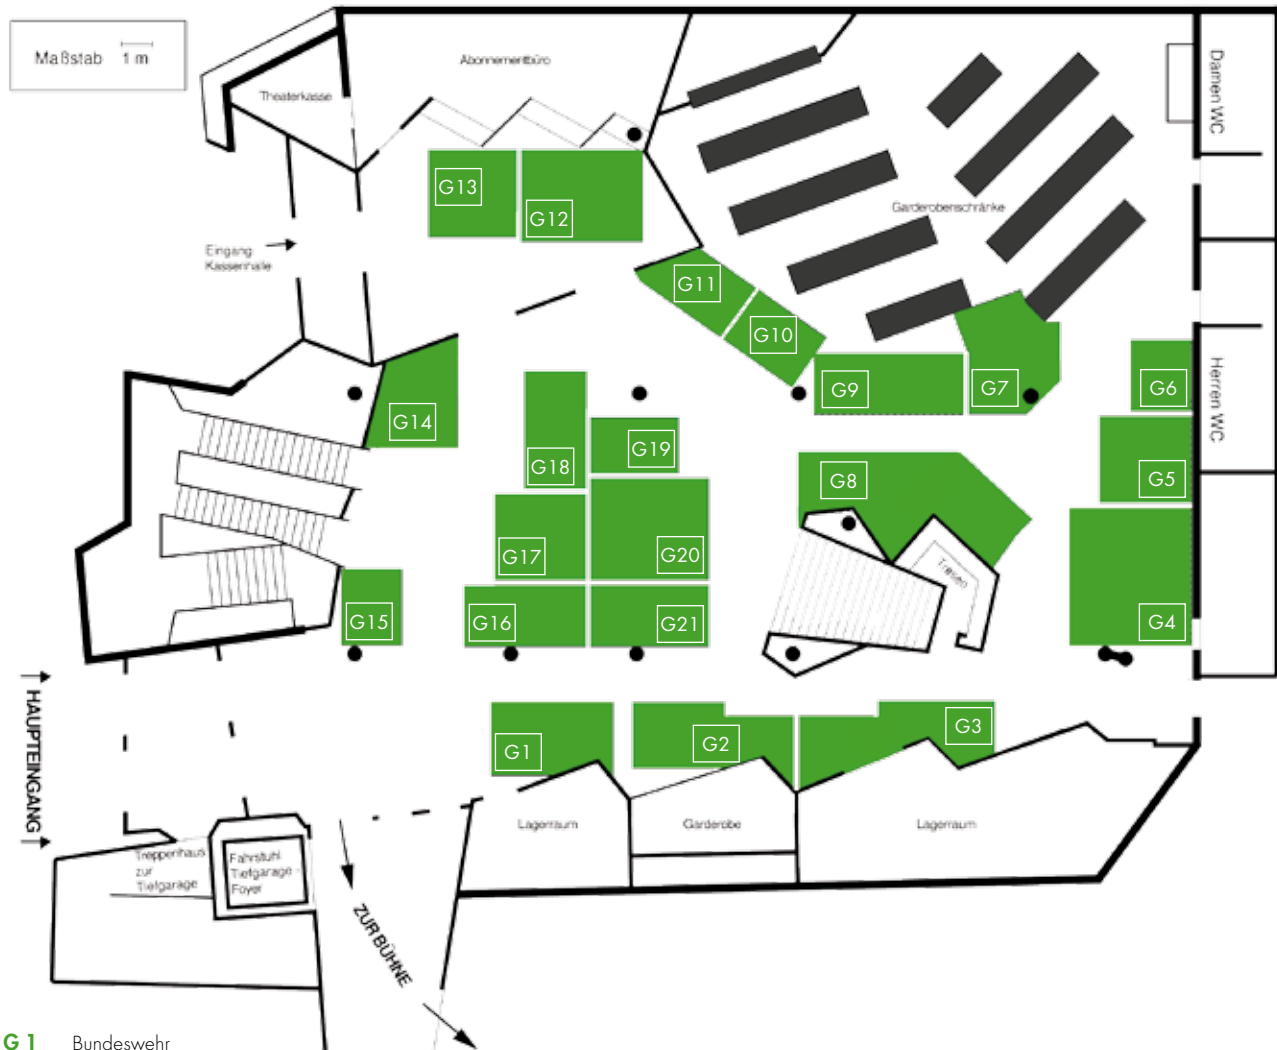 Maßstab 1 m
Abonnementbüro
Theaterkasse
Damen WC
G13
G12
Garderobenschränke
Eingang
Kassenhalle
G11
G10
G9
G7
G6
Herren WC
G14
G19
G18
G8
G5
G17
G20
Tresen
G15
G16
G21
G4
HAUPTEINGANG
G1
G2
G3
Lagerraum
Garderobe
Lagerraum
Treppenhaus
zur
Tiefgarage
Fahrstuhl
Tiefgarage -
Foyer
ZUR BÜHNE
G 1 Bundeswehr